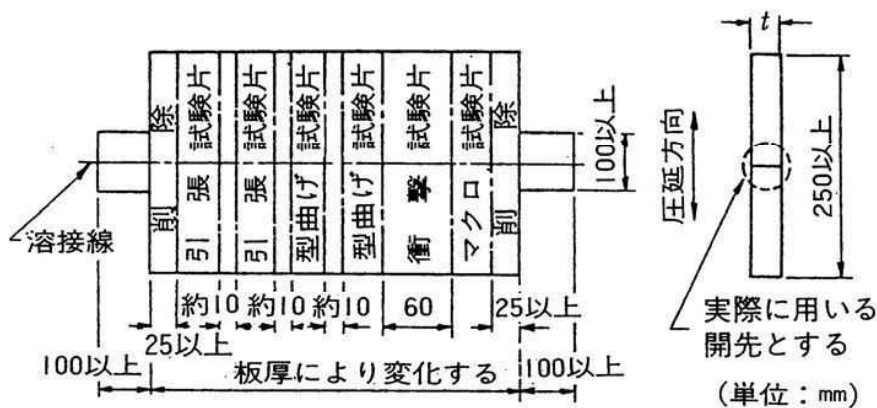 t
除削
引張試験片
引張試験片
型曲げ試験片
型曲げ試験片
衝撃試験片
マクロ試験片
除削
100以上
圧延方向
250以上
溶接線
約10
約10
約10
60
25以上
25以上
100以上
板厚により変化する
100以上
実際に用いる
開先とする
(単位:mm)